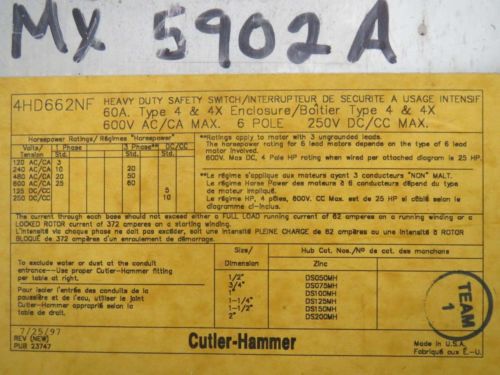 MX 5902A
4HD662NF HEAVY DUTY SAFETY SWITCH/INTERRUPTEUR DE SECURITE A USAGE INTENSIF
60A. Type 4 & 4X Enclosure/Boîtier Type 4 & 4X
600V AC/CA MAX. 6 POLE 250V DC/CC MAX.
Horsepower Ratings/Régimes "Horsepower"
Volts/ 1 Phase 3 Phase** DC/CC
Tension Std. Std. Std.
120 AC/CA 3
240 AC/CA 10 20
480 AC/CA 20 50
600 AC/CA 25 60
125 DC/CC 5
250 DC/CC 10
**Ratings apply to motor with 3 ungrounded leads.
The horsepower rating for 6 lead motors depends on the type of 6 lead
motor involved.
600V. Max DC, 4 Pole HP rating when wired per attached diagram is 25 HP.
**Le régime s'applique aux moteurs ayant 3 conducteurs "NON" MALT.
Le régime Horse Power des moteurs à 6 conducteurs dépend du type
de moteur impliqué.
Le régime HP, 4 POLE, 600V. CC Max. est de 25 HP si câblé selon le
diagramme ci-inclus.
The current through each base should not exceed either a FULL LOAD running current of 62 amperes on a running winding or a
LOCKED ROTOR current of 372 amperes on a starting winding.
L'intensité du chaque phase ne doit pas excéder, soit une intensité pleine CHARGE de 62 ampères ou une intensité à ROTOR
BLOQUÉ de 372 ampères d'un enroulement de démarrage.
To exclude water or dust at the conduit
entrance--Use proper Cutler-Hammer fitting
per table at right.
Pour isoler l'entrée des conduits de la
poussière et de l'eau, utiliser le joint
Cutler-Hammer approprié selon la
table de droit.
Size/ Hub Cat. Nos./No de cat. des manchons
Dimension Zinc
1/2" DS050MH
3/4" DS075MH
1" DS100MH
1-1/4" DS125MH
1-1/2" DS150MH
2" DS200MH
TEAM
1
7/25/97
REV (NEW)
PUB 23747
Cutler-Hammer
Made in U.S.A.
Fabriqué aux É.-U.